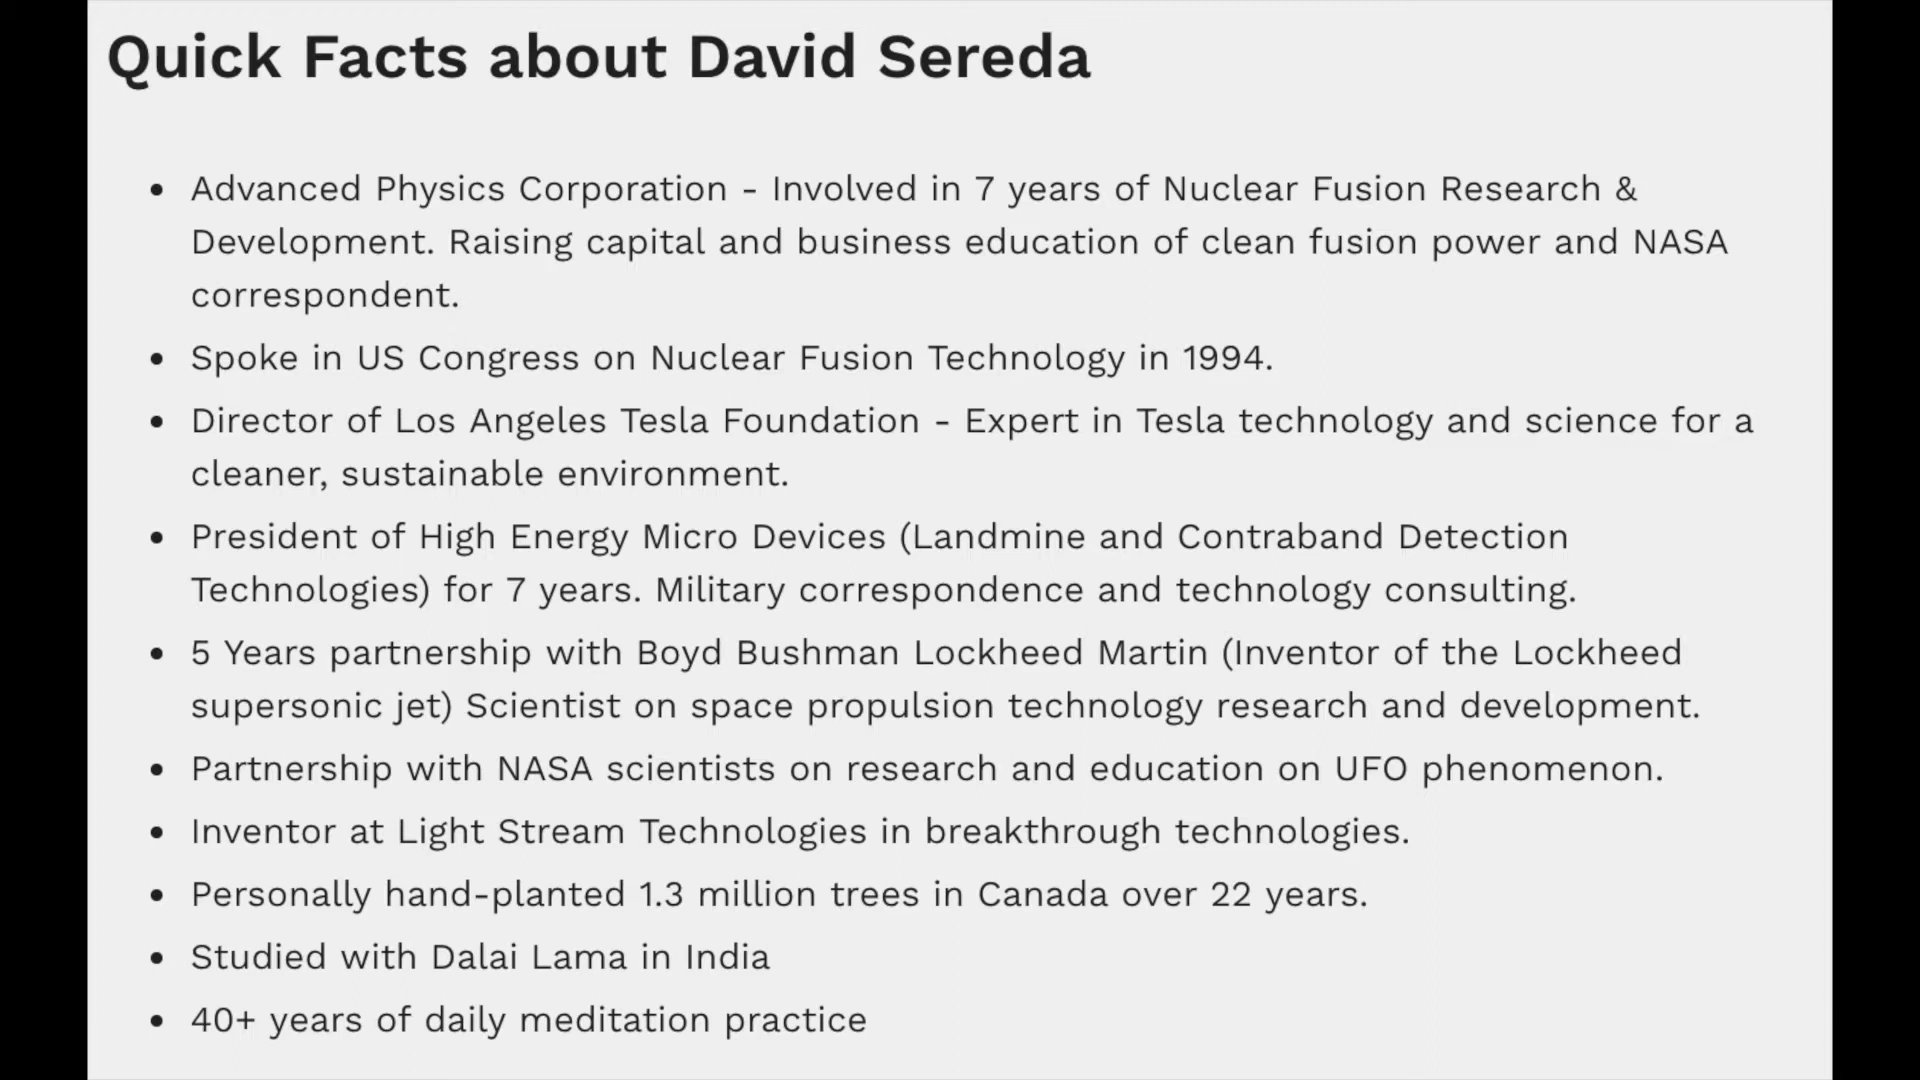 Quick Facts about David Sereda
• Advanced Physics Corporation - Involved in 7 years of Nuclear Fusion Research &
Development. Raising capital and business education of clean fusion power and NASA
correspondent.
• Spoke in US Congress on Nuclear Fusion Technology in 1994.
• Director of Los Angeles Tesla Foundation - Expert in Tesla technology and science for a
cleaner, sustainable environment.
• President of High Energy Micro Devices (Landmine and Contraband Detection
Technologies) for 7 years. Military correspondence and technology consulting.
• 5 Years partnership with Boyd Bushman Lockheed Martin (Inventor of the Lockheed
supersonic jet) Scientist on space propulsion technology research and development.
• Partnership with NASA scientists on research and education on UFO phenomenon.
• Inventor at Light Stream Technologies in breakthrough technologies.
• Personally hand-planted 1.3 million trees in Canada over 22 years.
• Studied with Dalai Lama in India
• 40+ years of daily meditation practice